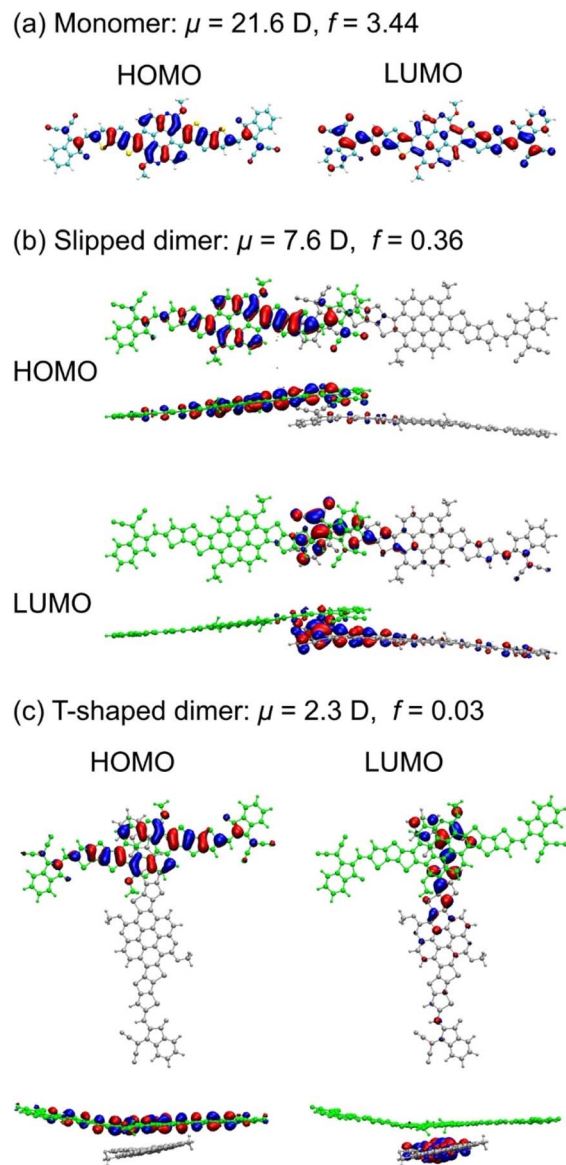 (a) Monomer: μ = 21.6 D, f = 3.44
HOMO LUMO
(b) Slipped dimer: μ = 7.6 D, f = 0.36
HOMO
LUMO
(c) T-shaped dimer: μ = 2.3 D, f = 0.03
HOMO LUMO